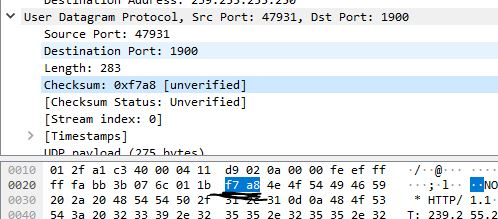 Destination Address: 239.255.255.250
User Datagram Protocol, Src Port: 47931, Dst Port: 1900
Source Port: 47931
Destination Port: 1900
Length: 283
Checksum: 0xf7a8 [unverified]
[Checksum Status: Unverified]
[Stream index: 0]
[Timestamps]
UDP payload (275 bytes)
0010 01 2f a1 c3 40 00 04 11 d9 02 0a 00 00 fe ef ff ·/··@···
0020 ff fa bb 3b 07 6c 01 1b f7 a8 4e 4f 54 49 46 59 ···;·l·· ··NO
0030 20 2a 20 48 54 54 50 2f 31 2e 31 0d 0a 48 4f 53 * HTTP/ 1.1
0040 54 3a 20 32 33 39 2e 32 35 35 2e 32 35 35 2e 32 T: 239.2 55.